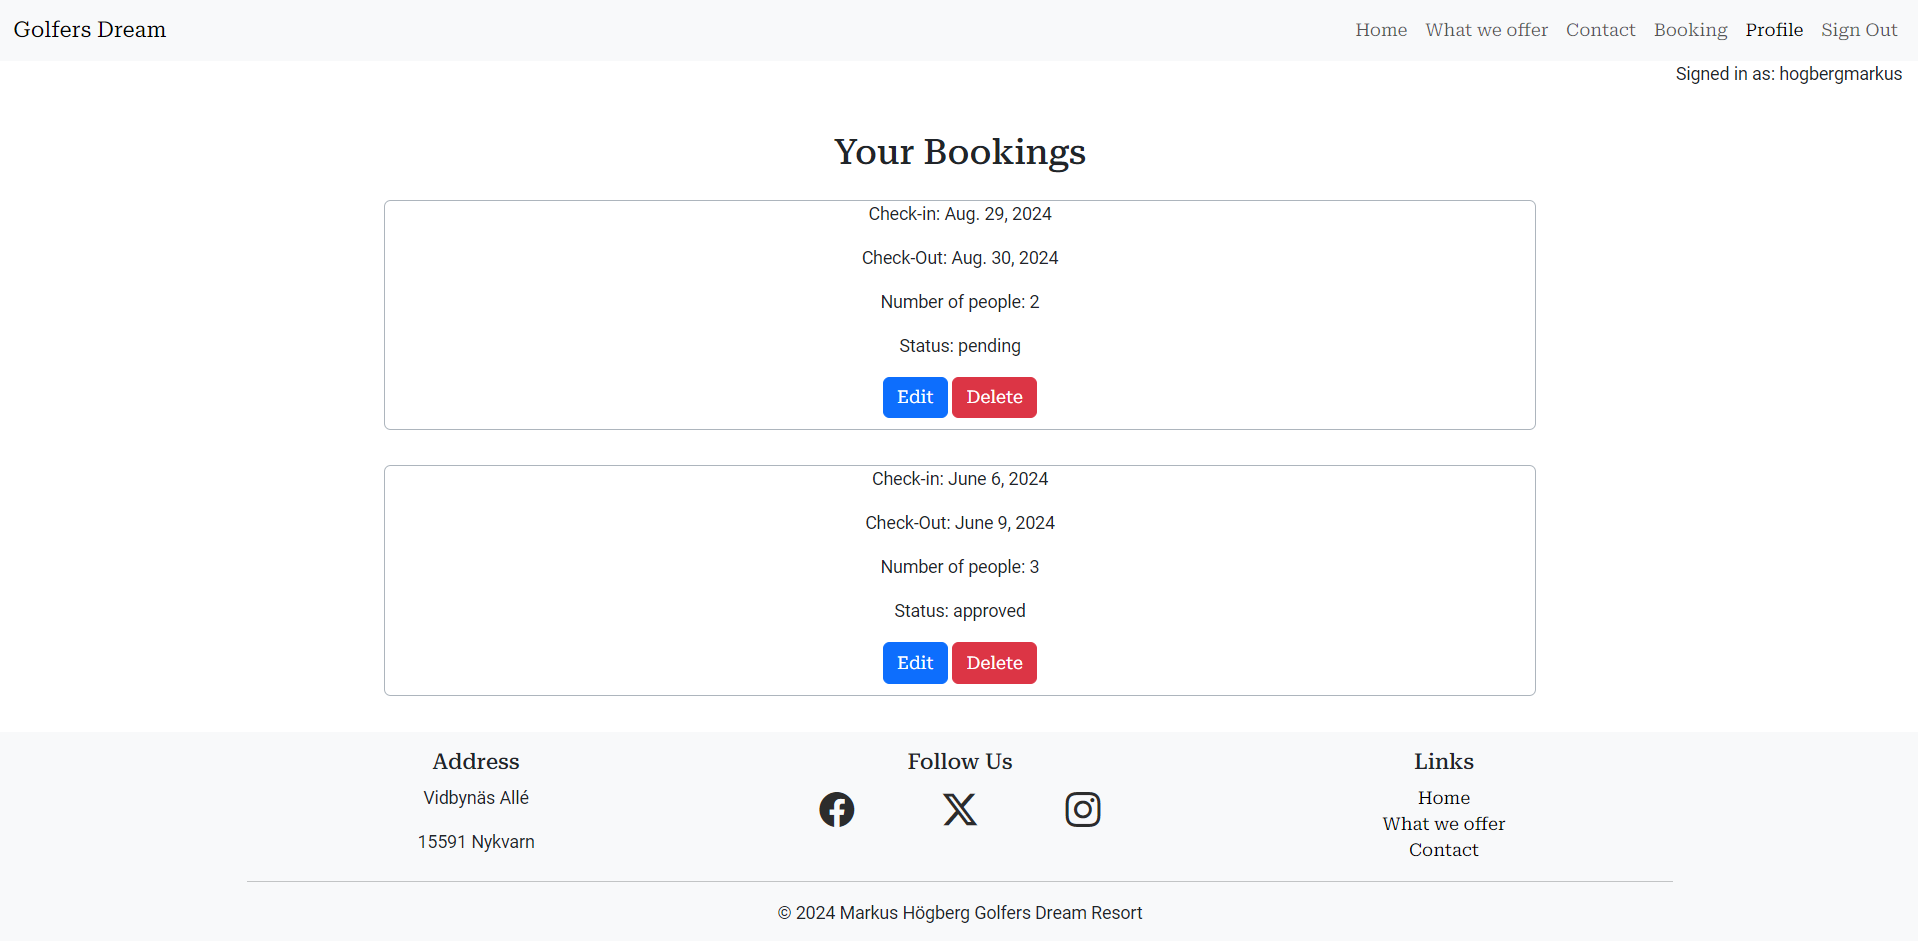 Golfers Dream
Home What we offer Contact Booking Profile Sign Out
Signed in as: hogbergmarkus
Your Bookings
Check-in: Aug. 29, 2024
Check-Out: Aug. 30, 2024
Number of people: 2
Status: pending
Edit Delete
Check-in: June 6, 2024
Check-Out: June 9, 2024
Number of people: 3
Status: approved
Edit Delete
Address
Vidbynäs Allé
15591 Nykvarn
Follow Us
Links
Home
What we offer
Contact
© 2024 Markus Högberg Golfers Dream Resort